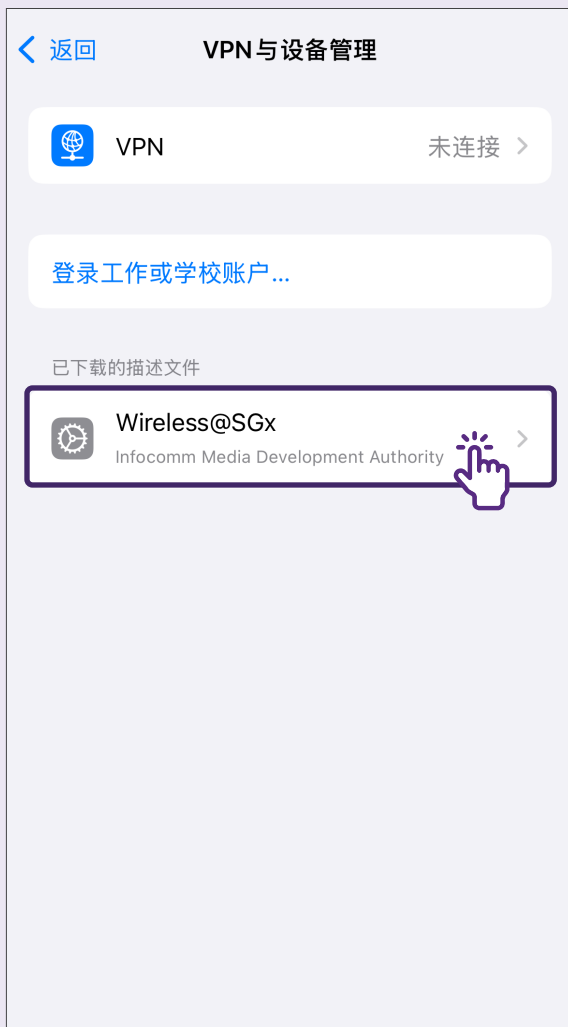 返回
VPN与设备管理
VPN
未连接
登录工作或学校账户...
已下载的描述文件
Wireless@SGx
Infocomm Media Development Authority